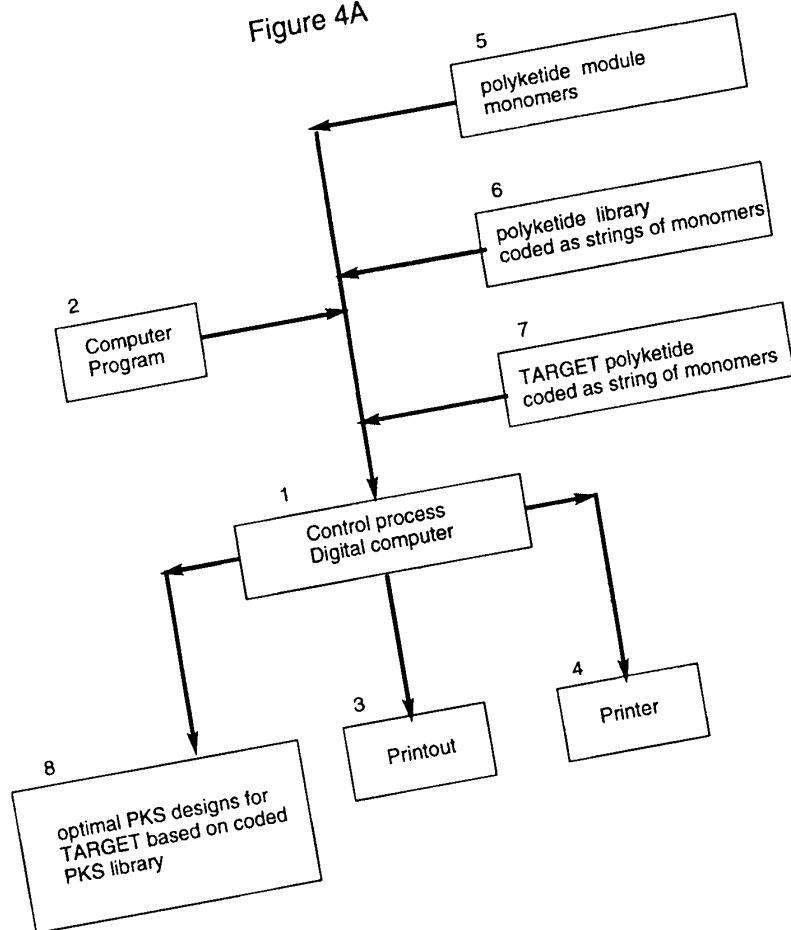 Figure 4A
5
polyketide module
monomers
6
polyketide library
coded as strings of monomers
2
Computer
Program
7
TARGET polyketide
coded as string of monomers
1
Control process
Digital computer
4
Printer
3
Printout
8
optimal PKS designs for
TARGET based on coded
PKS library